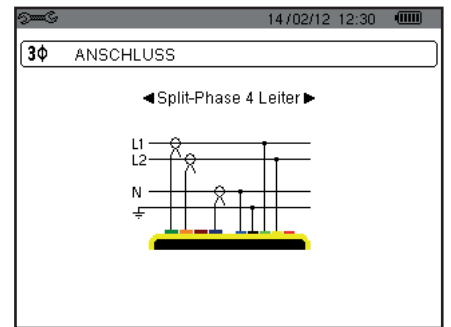 14/02/12 12:30
3Φ ANSCHLUSS
◄Split-Phase 4 Leiter►
L1
L2
N